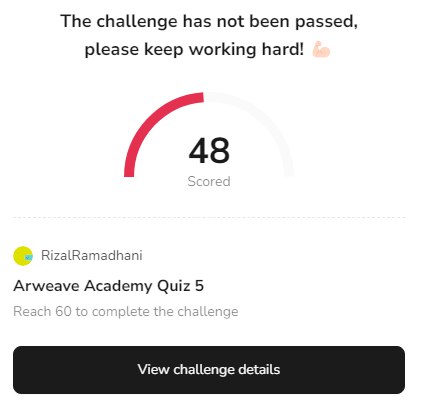 The challenge has not been passed,
please keep working hard! 💪🏻
48
Scored
RizalRamadhani
Arweave Academy Quiz 5
Reach 60 to complete the challenge
View challenge details